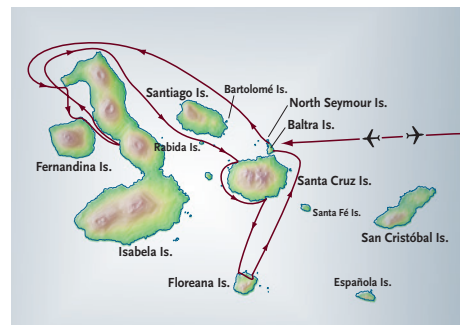 Santiago Is.
Bartolomé Is.
North Seymour Is.
Baltra Is.
Rabida Is.
Fernandina Is.
Santa Cruz Is.
Santa Fé Is.
San Cristóbal Is.
Isabela Is.
Floreana Is.
Española Is.